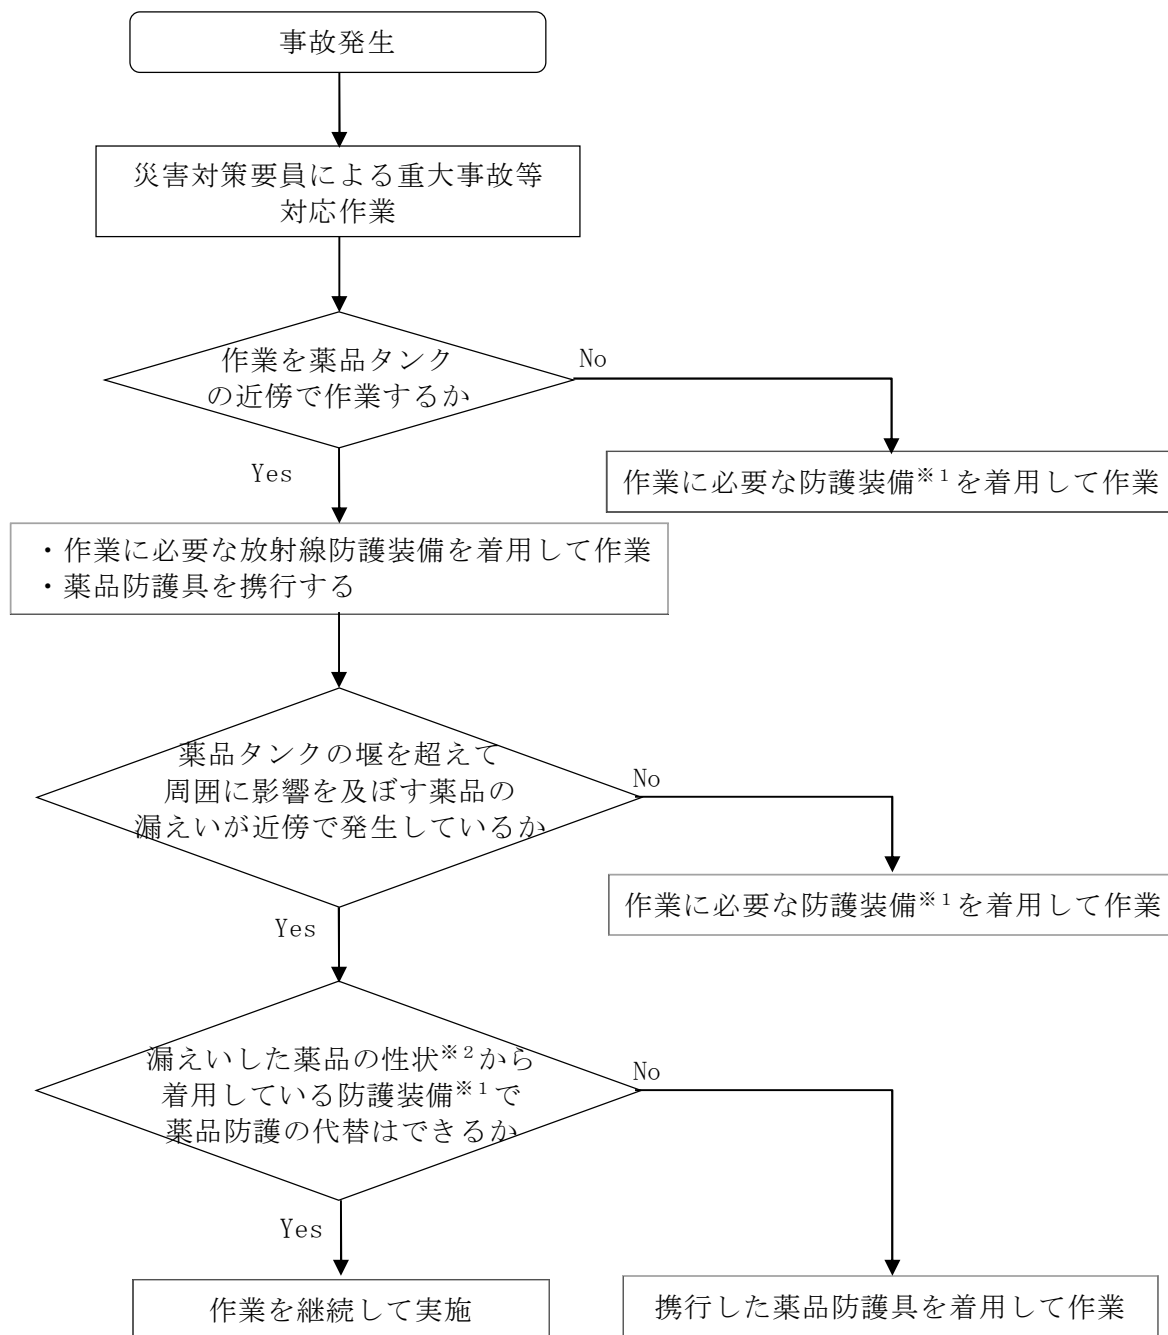 事故発生
災害対策要員による重大事故等
対応作業
作業を薬品タンク
の近傍で作業するか
No
Yes
作業に必要な防護装備※1を着用して作業
・作業に必要な放射線防護装備を着用して作業
・薬品防護具を携行する
薬品タンクの堰を超えて
周囲に影響を及ぼす薬品の
漏えいが近傍で発生しているか
No
Yes
作業に必要な防護装備※1を着用して作業
漏えいした薬品の性状※2から
着用している防護装備※1で
薬品防護の代替はできるか
No
Yes
作業を継続して実施
携行した薬品防護具を着用して作業